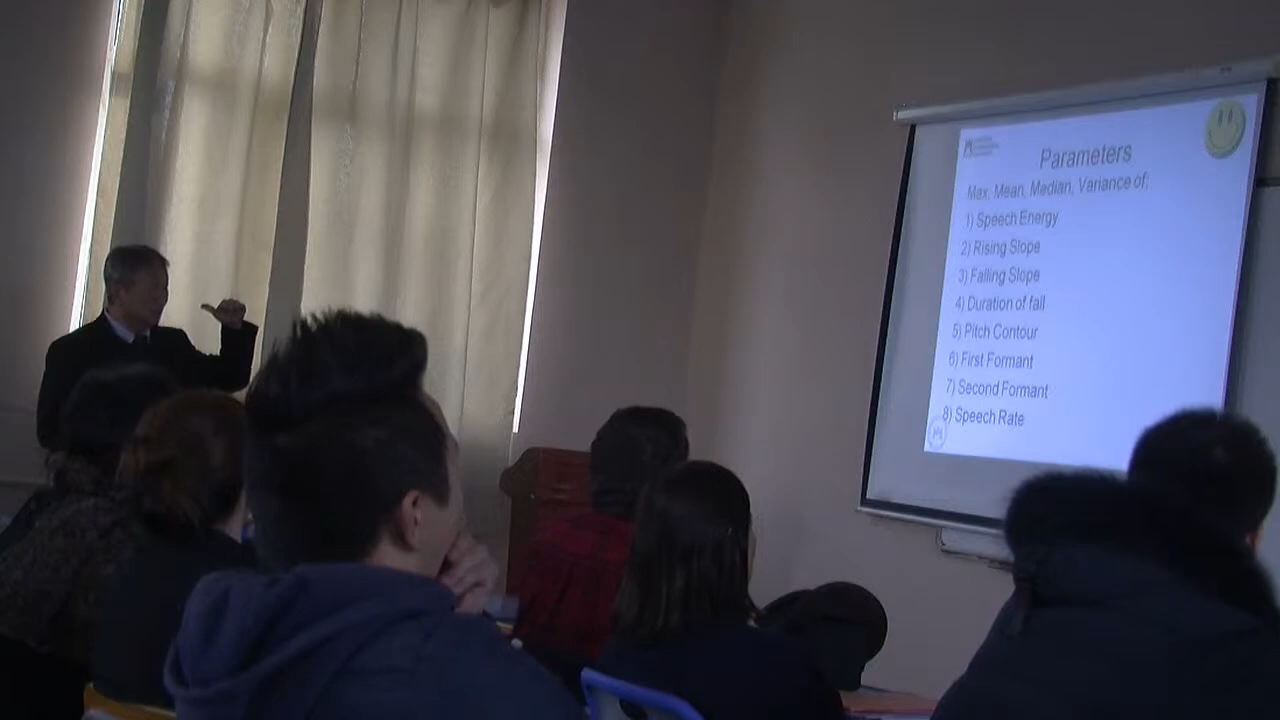 Parameters
Max, Mean, Median, Variance of;
1) Speech Energy
2) Rising Slope
3) Falling Slope
4) Duration of fall
5) Pitch Contour
6) First Formant
7) Second Formant
8) Speech Rate